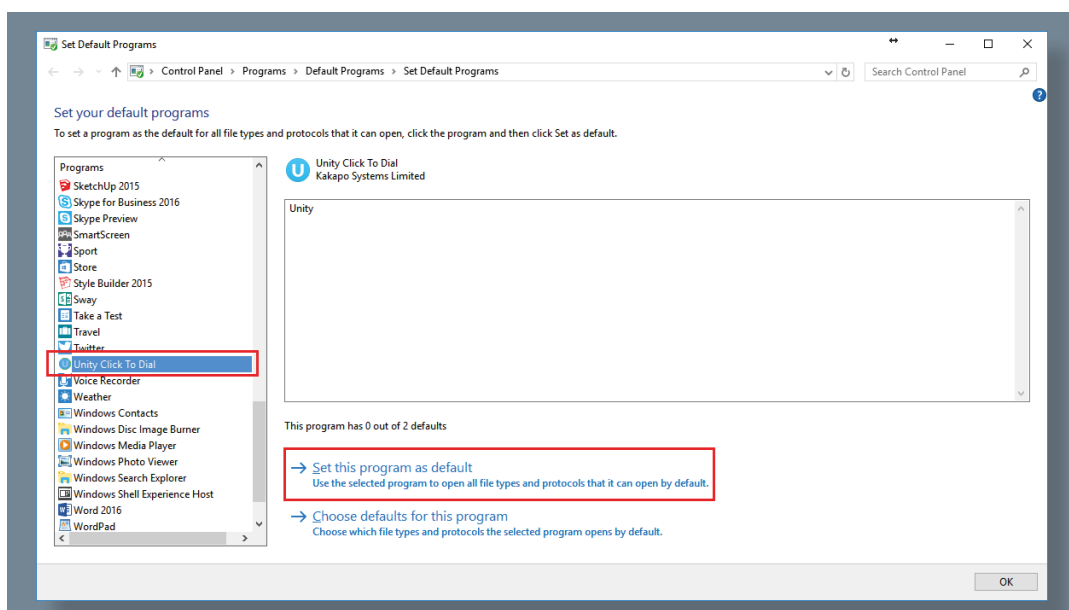 Set Default Programs
Control Panel > Programs > Default Programs > Set Default Programs
Search Control Panel
?
Set your default programs
To set a program as the default for all file types and protocols that it can open, click the program and then click Set as default.
Programs
SketchUp 2015
Skype for Business 2016
Skype Preview
SmartScreen
Sport
Store
Style Builder 2015
Sway
Take a Test
Travel
Twitter
Unity Click To Dial
Voice Recorder
Weather
Windows Contacts
Windows Disc Image Burner
Windows Media Player
Windows Photo Viewer
Windows Search Explorer
Windows Shell Experience Host
Word 2016
WordPad
U
Unity Click To Dial
Kakapo Systems Limited
Unity
This program has 0 out of 2 defaults
Set this program as default
Use the selected program to open all file types and protocols that it can open by default.
Choose defaults for this program
Choose which file types and protocols the selected program opens by default.
OK